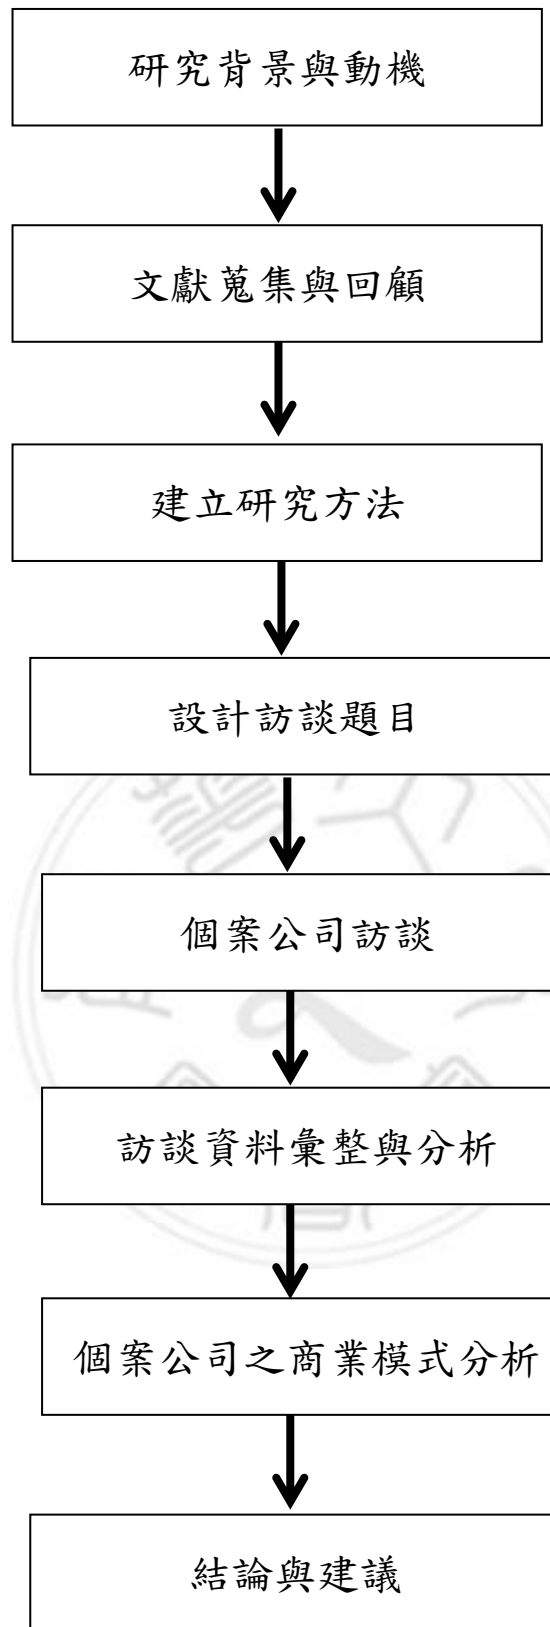 研究背景與動機
文獻蒐集與回顧
建立研究方法
設計訪談題目
個案公司訪談
訪談資料彙整與分析
個案公司之商業模式分析
結論與建議